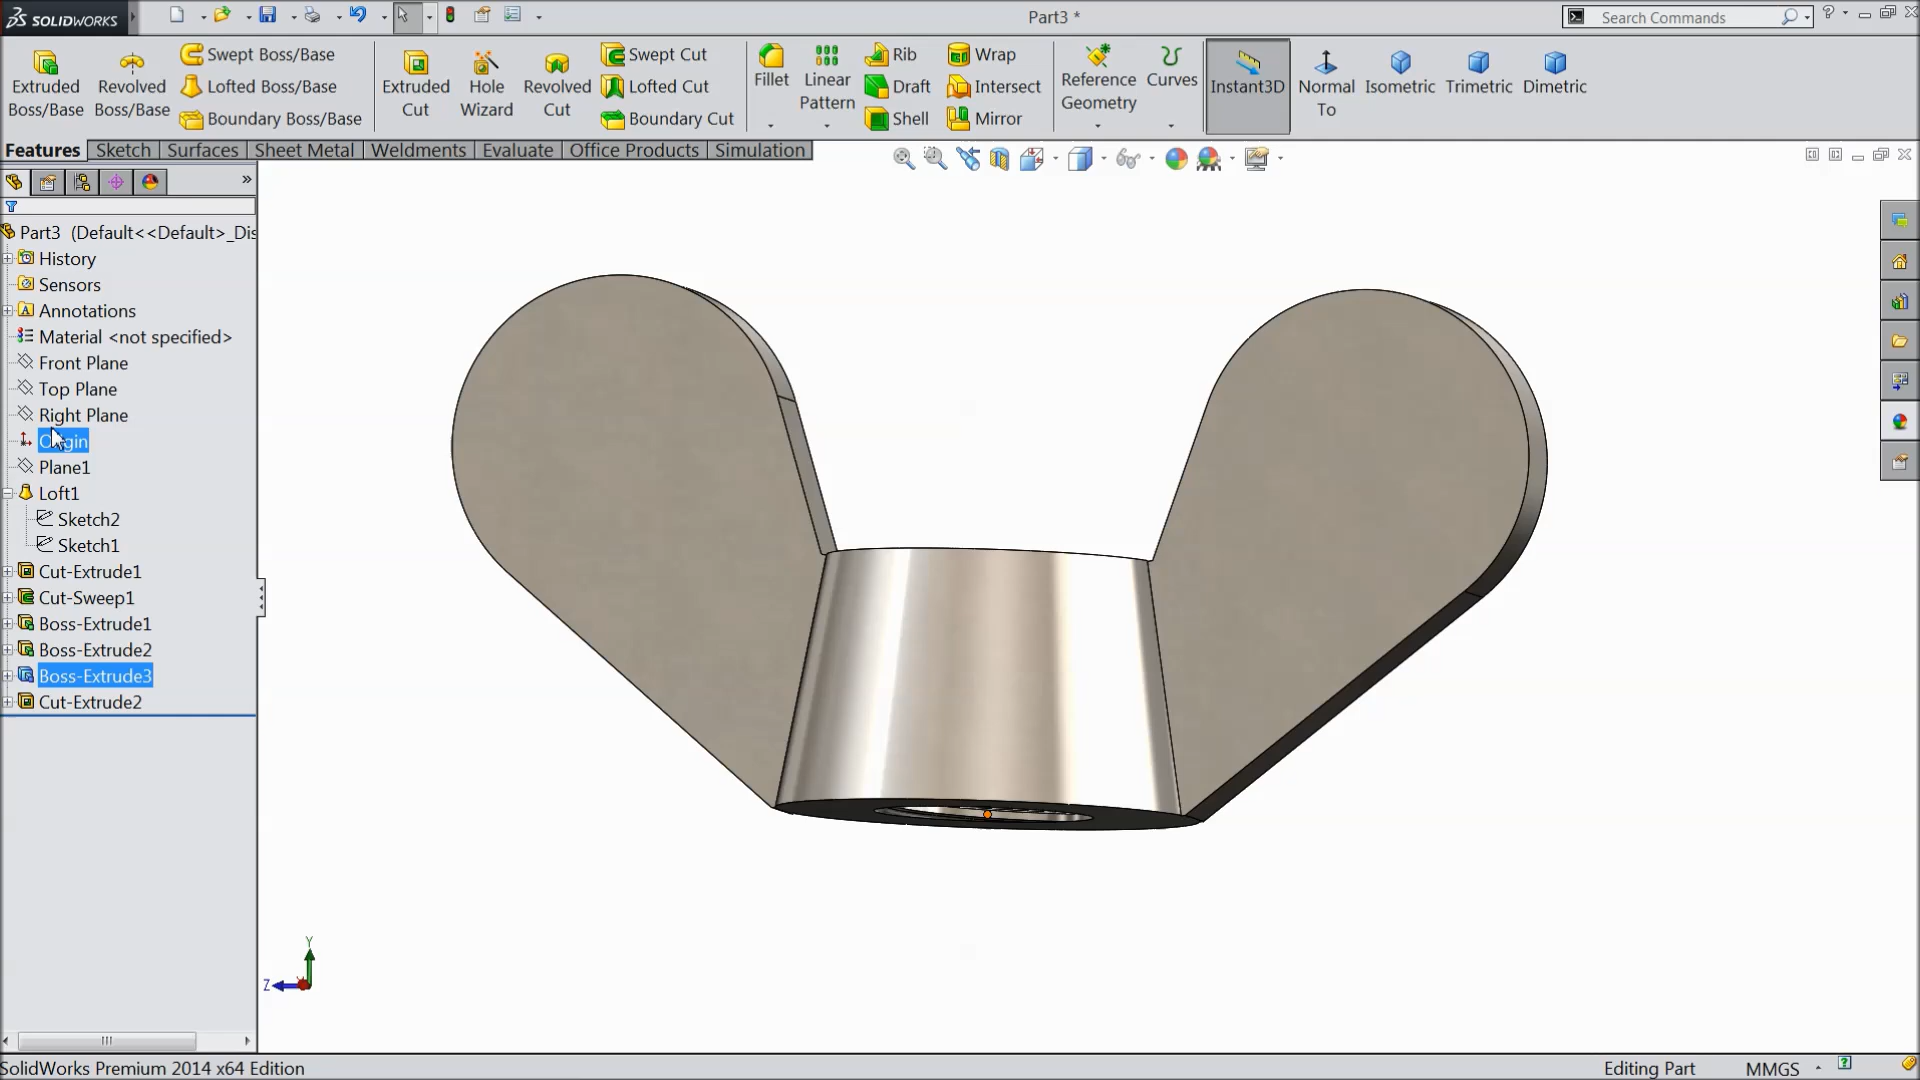 SOLIDWORKS
Part3 *
Search Commands
?
Extruded Boss/Base
Revolved Boss/Base
Swept Boss/Base
Lofted Boss/Base
Boundary Boss/Base
Extruded Cut
Hole Wizard
Revolved Cut
Swept Cut
Lofted Cut
Boundary Cut
Fillet
Linear Pattern
Rib
Draft
Shell
Wrap
Intersect
Mirror
Reference Geometry
Curves
Instant3D
Normal To
Isometric
Trimetric
Dimetric
Features
Sketch
Surfaces
Sheet Metal
Weldments
Evaluate
Office Products
Simulation
Part3 (Default<<Default>_Dis
History
Sensors
Annotations
Material <not specified>
Front Plane
Top Plane
Right Plane
Origin
Plane1
Loft1
Sketch2
Sketch1
Cut-Extrude1
Cut-Sweep1
Boss-Extrude1
Boss-Extrude2
Boss-Extrude3
Cut-Extrude2
Y
Z
SolidWorks Premium 2014 x64 Edition
Editing Part
MMGS